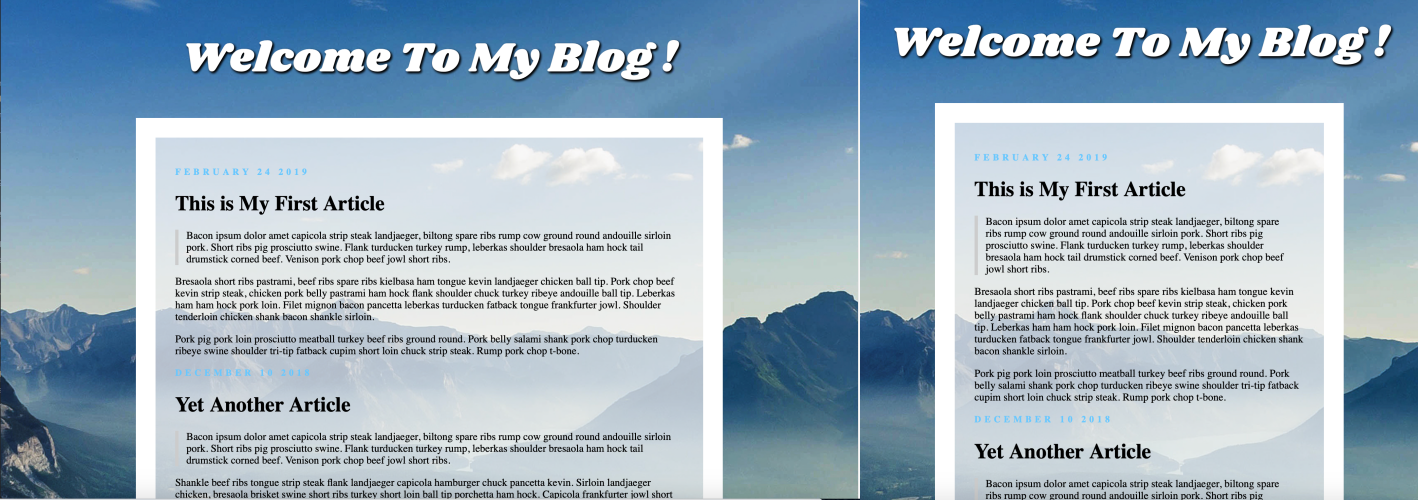 Welcome To My Blog !
FEBRUARY 24 2019
This is My First Article
Bacon ipsum dolor amet capicola strip steak landjaeger, biltong spare ribs rump cow ground round andouille sirloin
pork. Short ribs pig prosciutto swine. Flank turducken turkey rump, leberkas shoulder bresaola ham hock tail
drumstick corned beef. Venison pork chop beef jowl short ribs.
Bresaola short ribs pastrami, beef ribs spare ribs kielbasa ham tongue kevin landjaeger chicken ball tip. Pork chop beef
kevin strip steak, chicken pork belly pastrami ham hock flank shoulder chuck turkey ribeye andouille ball tip. Leberkas
ham ham hock pork loin. Filet mignon bacon pancetta leberkas turducken fatback tongue frankfurter jowl. Shoulder
tenderloin chicken shank bacon shankle sirloin.
Pork pig pork loin prosciutto meatball turkey beef ribs ground round. Pork belly salami shank pork chop turducken
ribeye swine shoulder tri-tip fatback cupim short loin chuck strip steak. Rump pork chop t-bone.
DECEMBER 10 2018
Yet Another Article
Bacon ipsum dolor amet capicola strip steak landjaeger, biltong spare ribs rump cow ground round andouille sirloin
pork. Short ribs pig prosciutto swine. Flank turducken turkey rump, leberkas shoulder bresaola ham hock tail
drumstick corned beef. Venison pork chop beef jowl short ribs.
Shankle beef ribs tongue strip steak flank landjaeger capicola hamburger chuck pancetta kevin. Sirloin landjaeger
chicken, bresaola brisket swine short ribs turkey short loin ball tip porchetta ham hock. Capicola frankfurter jowl short
Welcome To My Blog !
FEBRUARY 24 2019
This is My First Article
Bacon ipsum dolor amet capicola strip steak landjaeger, biltong spare
ribs rump cow ground round andouille sirloin pork. Short ribs pig
prosciutto swine. Flank turducken turkey rump, leberkas shoulder
bresaola ham hock tail drumstick corned beef. Venison pork chop beef
jowl short ribs.
Bresaola short ribs pastrami, beef ribs spare ribs kielbasa ham tongue kevin
landjaeger chicken ball tip. Pork chop beef kevin strip steak, chicken pork
belly pastrami ham hock flank shoulder chuck turkey ribeye andouille ball
tip. Leberkas ham ham hock pork loin. Filet mignon bacon pancetta leberkas
turducken fatback tongue frankfurter jowl. Shoulder tenderloin chicken shank
bacon shankle sirloin.
Pork pig pork loin prosciutto meatball turkey beef ribs ground round. Pork
belly salami shank pork chop turducken ribeye swine shoulder tri-tip fatback
cupim short loin chuck strip steak. Rump pork chop t-bone.
DECEMBER 10 2018
Yet Another Article
Bacon ipsum dolor amet capicola strip steak landjaeger, biltong spare
ribs rump cow ground round andouille sirloin pork. Short ribs pig